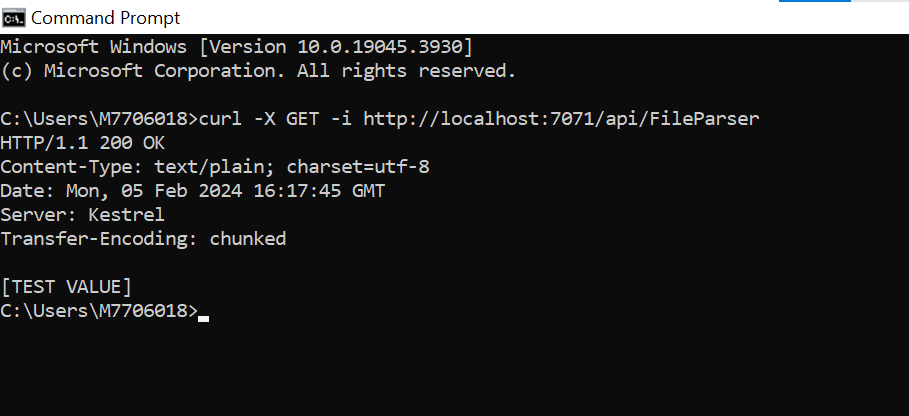 Command Prompt
Microsoft Windows [Version 10.0.19045.3930]
(c) Microsoft Corporation. All rights reserved.
C:\Users\M7706018>curl -X GET -i http://localhost:7071/api/FileParser
HTTP/1.1 200 OK
Content-Type: text/plain; charset=utf-8
Date: Mon, 05 Feb 2024 16:17:45 GMT
Server: Kestrel
Transfer-Encoding: chunked
[TEST VALUE]
C:\Users\M7706018>